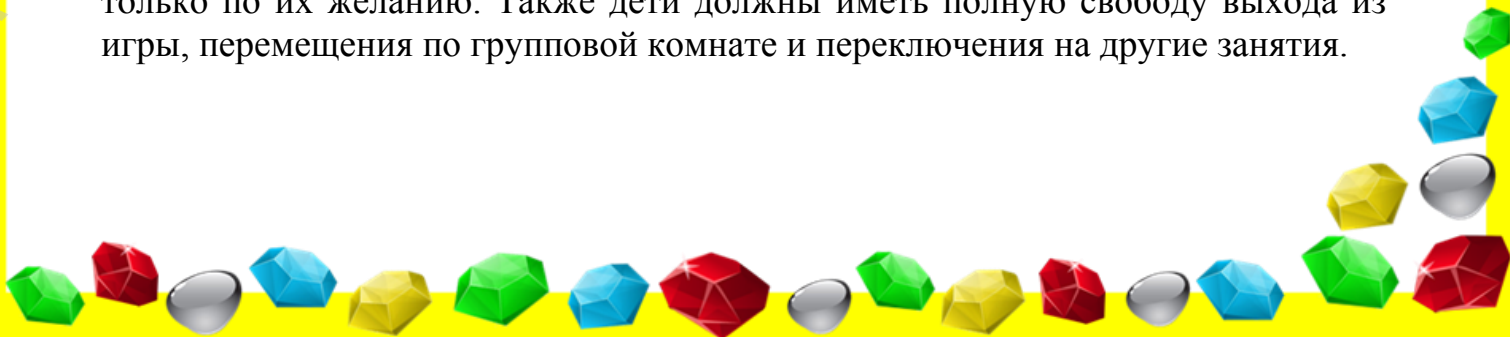 только по их желанию. Также дети должны иметь полную свободу выхода из
игры, перемещения по групповой комнате и переключения на другие занятия.